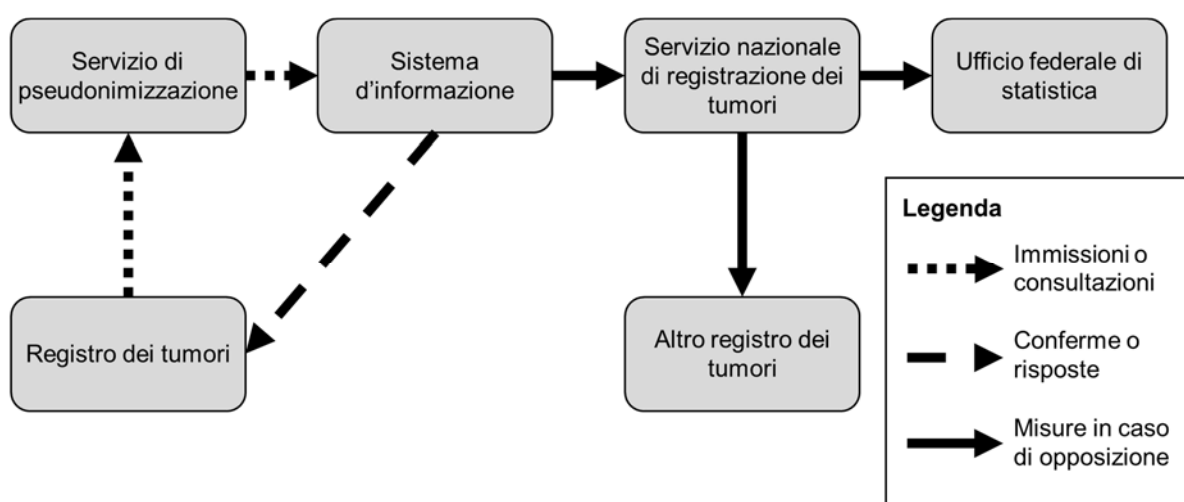 Servizio di
pseudonimizzazione
Sistema
d'informazione
Servizio nazionale
di registrazione dei
tumori
Ufficio federale di
statistica
Registro dei tumori
Altro registro dei
tumori
Legenda
Immissioni o
consultazioni
Conferme o
risposte
Misure in caso
di opposizione